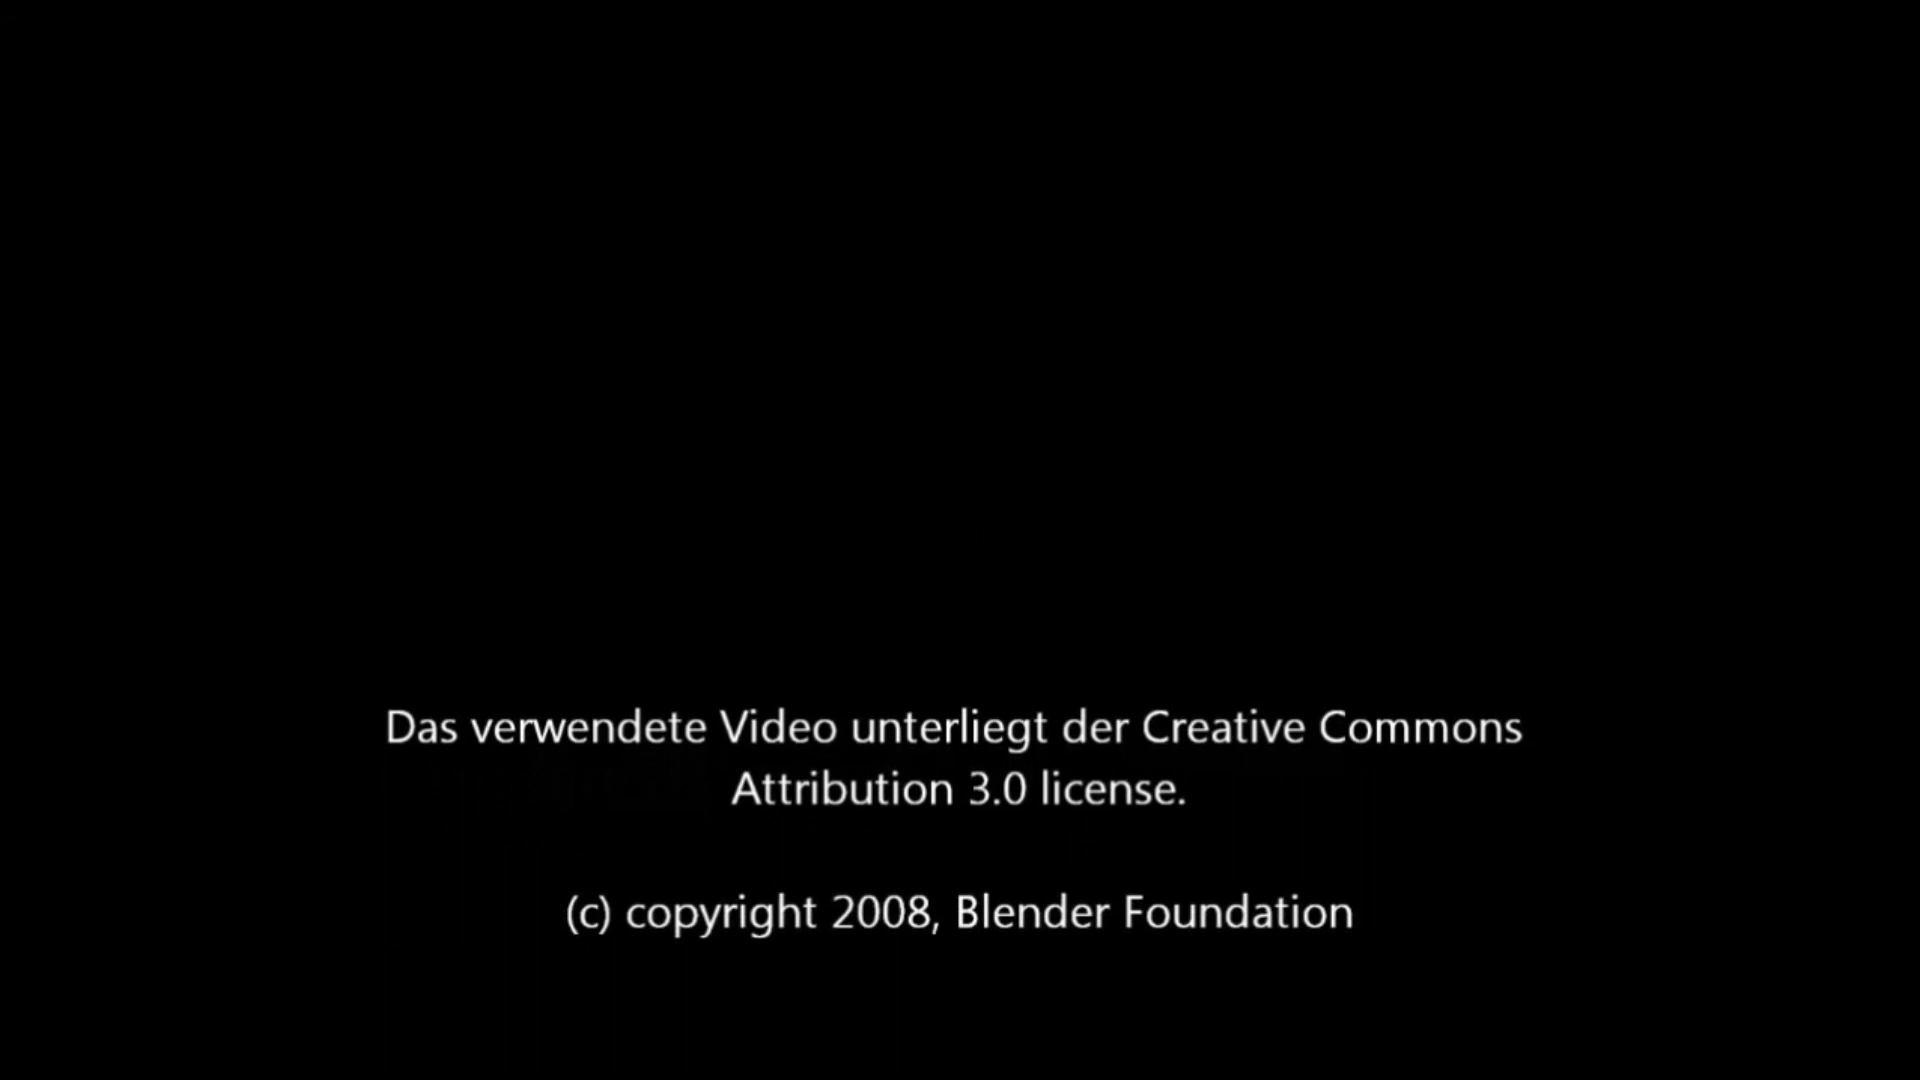 Das verwendete Video unterliegt der Creative Commons
Attribution 3.0 license.
(c) copyright 2008, Blender Foundation